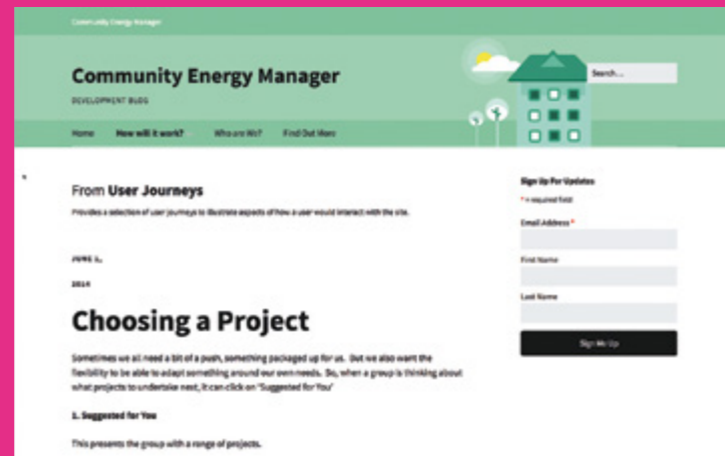 Community Energy Manager
Community Energy Manager
DEVELOPMENT BLOG
Search...
Home How will it work? Who are We? Find Out More
From User Journeys
Provides a selection of user journeys to illustrate aspects of how a user would interact with the site.
JUNE 1,
2014
Choosing a Project
Sometimes we all need a bit of a push, something packaged up for us. But we also want the
flexibility to be able to adapt something around our own needs. So, when a group is thinking about
what projects to undertake next, it can click on 'Suggested for You'
1. Suggested for You
This presents the group with a range of projects.
Sign Up For Updates
* = required field
Email Address *
First Name
Last Name
Sign Me Up